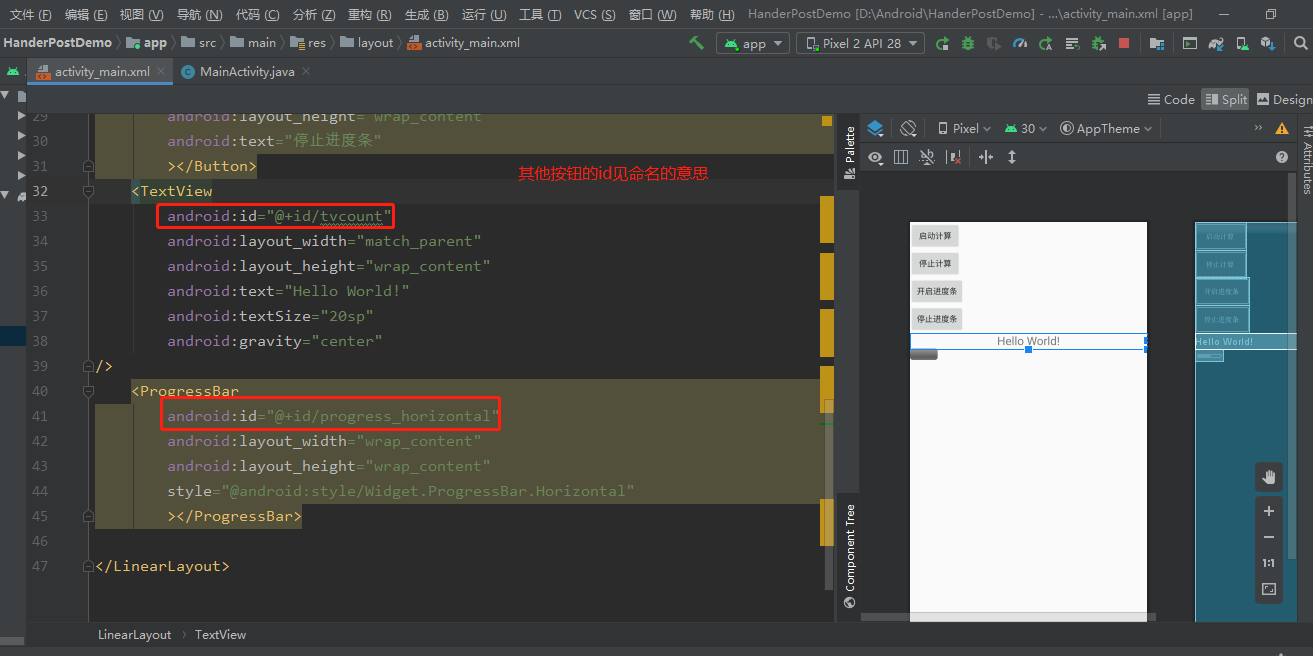 文件 (F) 编辑 (E) 视图 (V) 导航 (N) 代码 (C) 分析 (Z) 重构 (R) 生成 (B) 运行 (U) 工具 (T) VCS (S) 窗口 (W) 帮助 (H) HanderPostDemo [D:\Android\HanderPostDemo] - ...\activity_main.xml [app]
HanderPostDemo app src main res layout activity_main.xml app Pixel 2 API 28
activity_main.xml MainActivity.java
Code Split Design
Palette Pixel 30 AppTheme
Attributes
29 android:layout_height="wrap_content"
30 android:text="停止进度条"
31 ></Button>
其他按钮的id见命名的意思
32 <TextView
33 android:id="@+id/tvcount"
34 android:layout_width="match_parent"
35 android:layout_height="wrap_content"
36 android:text="Hello World!"
37 android:textSize="20sp"
38 android:gravity="center"
39 />
40 <ProgressBar
41 android:id="@+id/progress_horizontal"
42 android:layout_width="wrap_content"
43 android:layout_height="wrap_content"
44 style="@android:style/Widget.ProgressBar.Horizontal"
45 ></ProgressBar>
46
47 </LinearLayout>
启动计算
停止计算
开启进度条
停止进度条
Hello World!
启动计算
停止计算
开启进度条
停止进度条
Hello World!
Component Tree
1:1
LinearLayout TextView